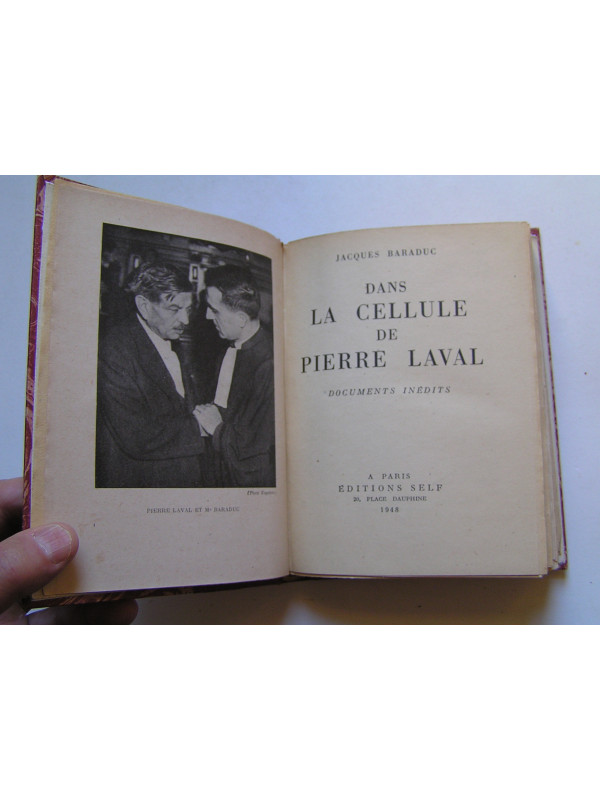 PIERRE LAVAL ET Me BARADUC
JACQUES BARADUC
DANS
LA CELLULE
DE
PIERRE LAVAL
DOCUMENTS INÉDITS
A PARIS
ÉDITIONS SELF
20, PLACE DAUPHINE
1948